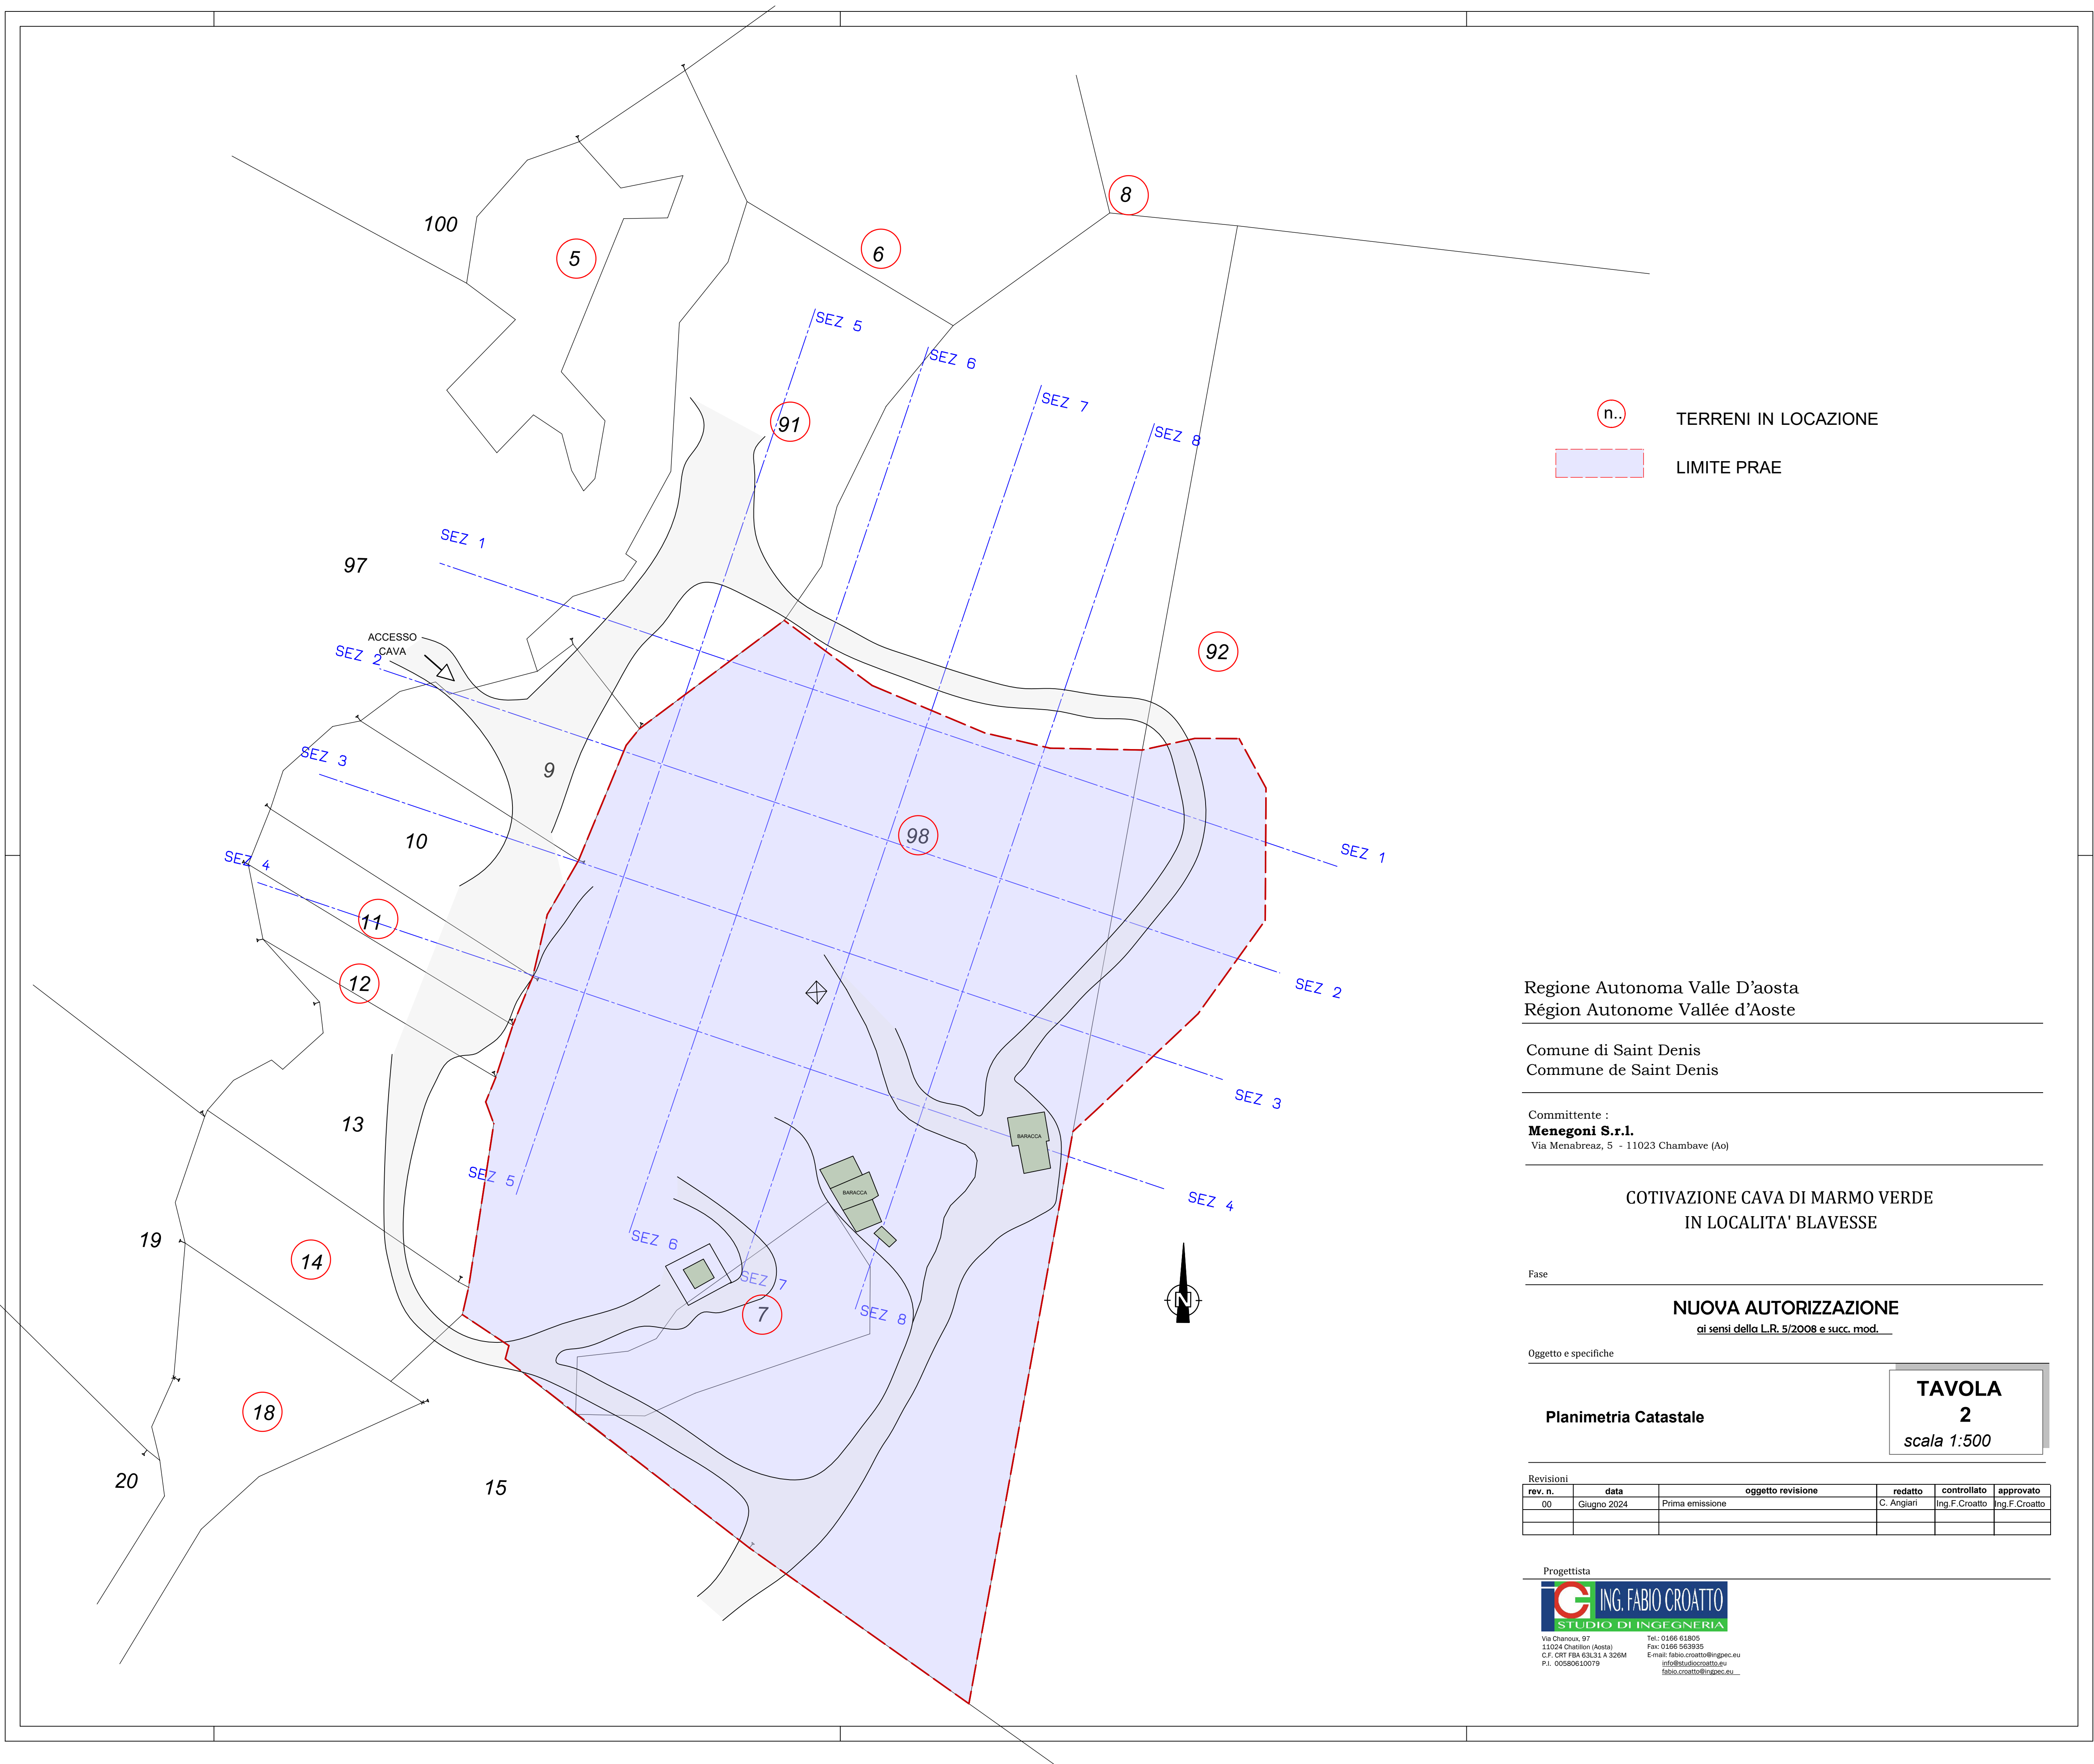 8
100
6
5
SEZ 5
SEZ 6
SEZ 7
91
SEZ 8
n..
TERRENI IN LOCAZIONE
LIMITE PRAE
SEZ 1
97
ACCESSO
CAVA
SEZ 2
92
SEZ 3
9
98
10
SEZ 4
SEZ 1
11
12
SEZ 2
13
SEZ 3
BARACCA
SEZ 5
BARACCA
SEZ 4
19
SEZ 6
14
SEZ 7
7
SEZ 8
N
18
20
15
Regione Autonoma Valle D’aosta
Région Autonome Vallée d’Aoste
Comune di Saint Denis
Commune de Saint Denis
Committente :
Menegoni S.r.l.
Via Menabreaz, 5 - 11023 Chambave (Ao)
COTIVAZIONE CAVA DI MARMO VERDE
IN LOCALITA' BLAVESSE
Fase
NUOVA AUTORIZZAZIONE
ai sensi della L.R. 5/2008 e succ. mod.
Oggetto e specifiche
Planimetria Catastale
TAVOLA
2
scala 1:500
Revisioni
rev. n. data oggetto revisione redatto controllato approvato
00 Giugno 2024 Prima emissione C. Angiari Ing.F.Croatto Ing.F.Croatto
Progettista
ING. FABIO CROATTO
STUDIO DI INGEGNERIA
Via Chanoux, 97 Tel.: 0166 61805
11024 Chatillon (Aosta) Fax: 0166 563935
C.F. CRT FBA 63L31 A 326M E-mail: fabio.croatto@ingpec.eu
P.I. 00580610079 info@studiocroatto.eu
fabio.croatto@ingpec.eu